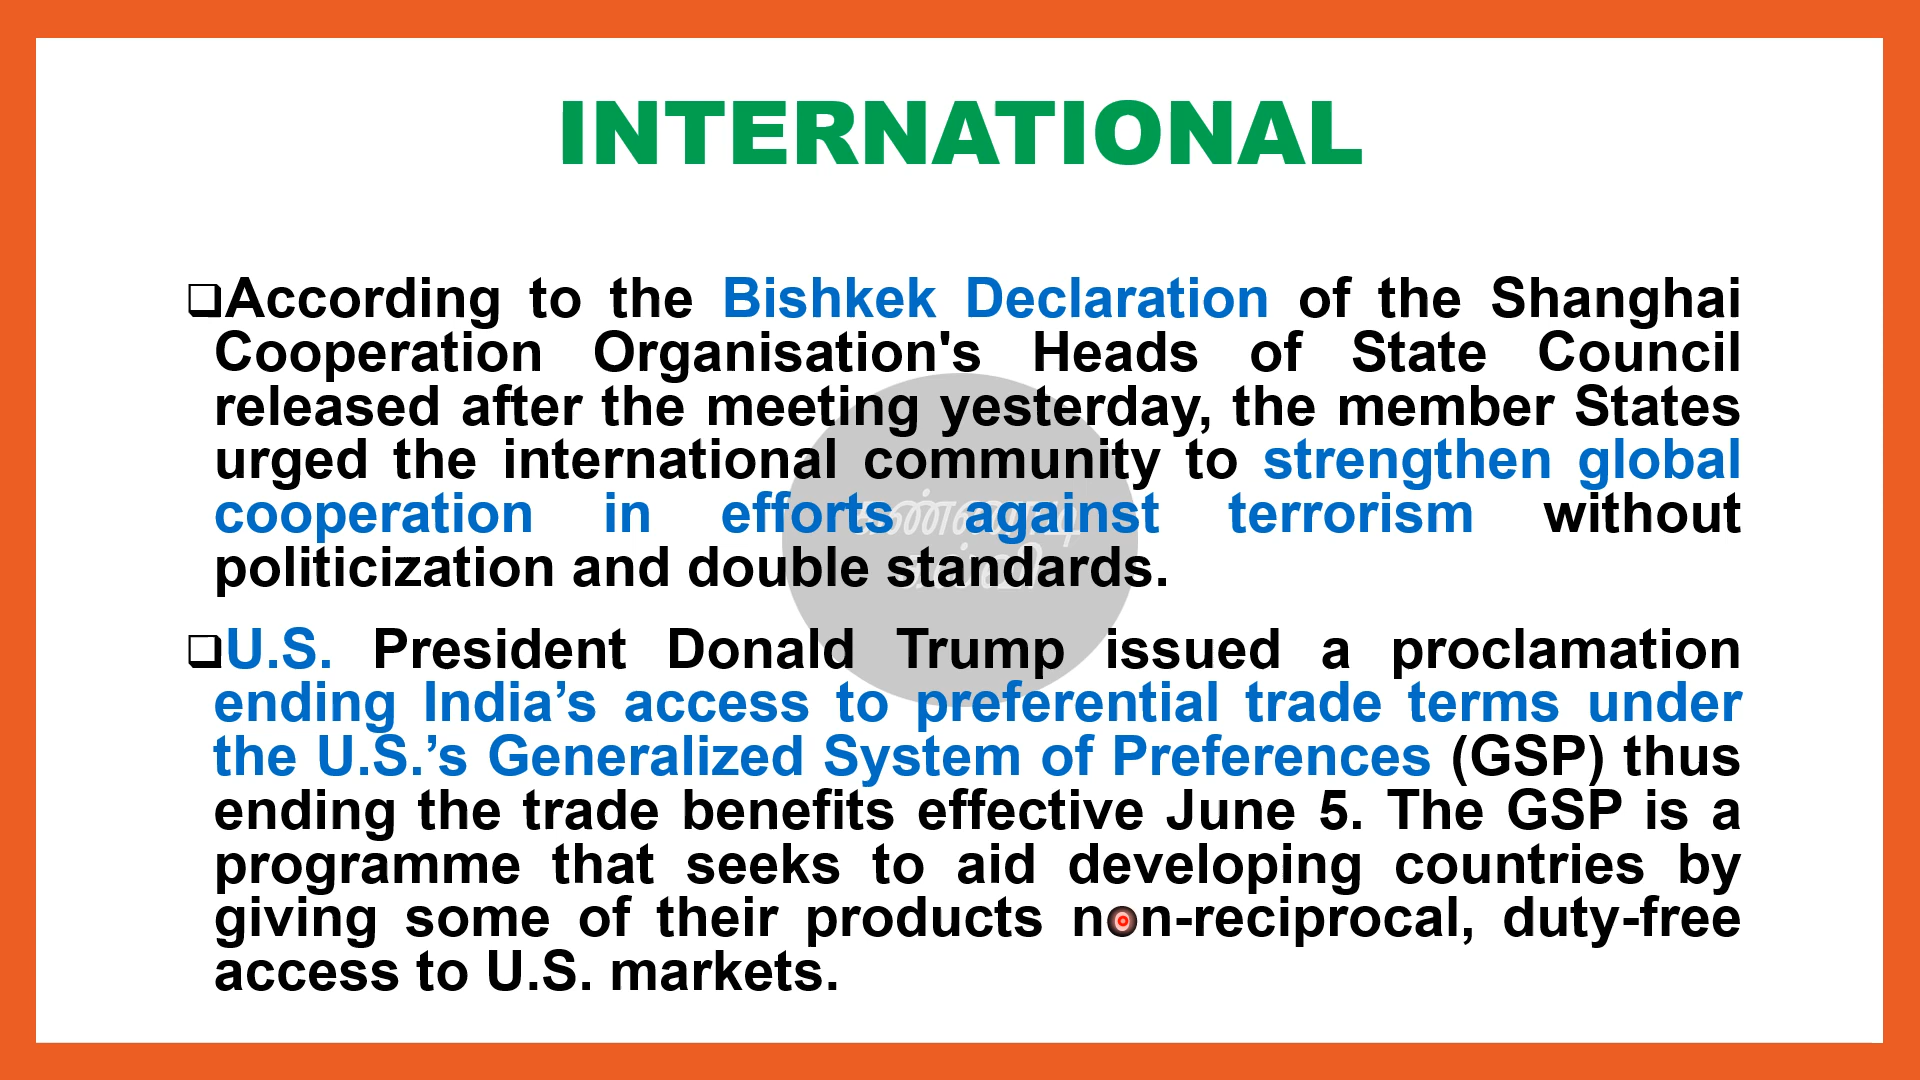 INTERNATIONAL
According to the Bishkek Declaration of the Shanghai
Cooperation Organisation's Heads of State Council
released after the meeting yesterday, the member States
urged the international community to strengthen global
cooperation in efforts against terrorism without
politicization and double standards.
U.S. President Donald Trump issued a proclamation
ending India’s access to preferential trade terms under
the U.S.’s Generalized System of Preferences (GSP) thus
ending the trade benefits effective June 5. The GSP is a
programme that seeks to aid developing countries by
giving some of their products non-reciprocal, duty-free
access to U.S. markets.